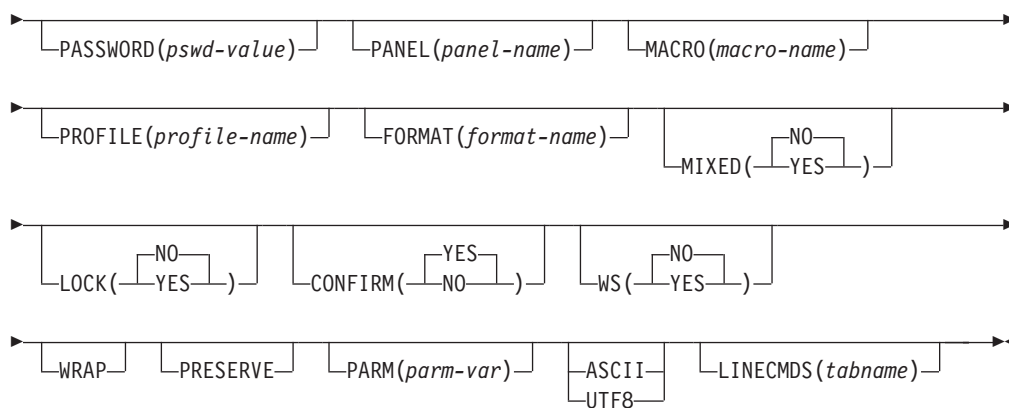 PASSWORD(pswd-value) PANEL(panel-name) MACRO(macro-name)
PROFILE(profile-name) FORMAT(format-name) NO
MIXED( YES )
NO YES NO
LOCK( YES ) CONFIRM( NO ) WS( YES )
WRAP PRESERVE PARM(parm-var) ASCII LINECMDS(tabname)
UTF8